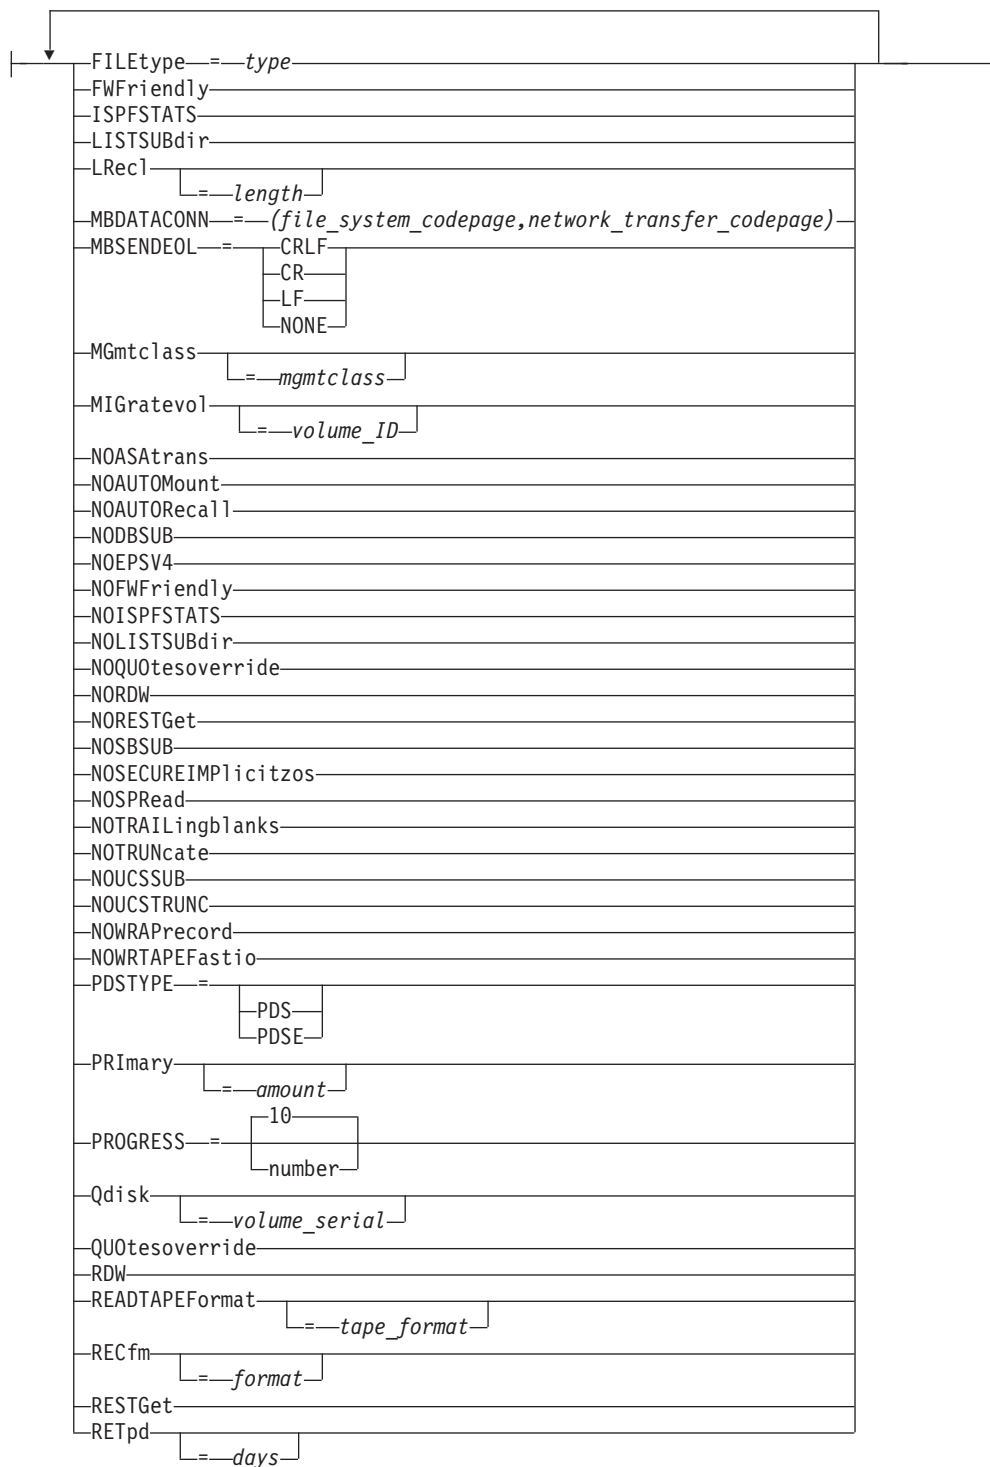 FILEtype = type
FWFriendly
ISPFSTATS
LISTSUBdir
LRecl
= length
MBDATACONN = (file_system_codepage,network_transfer_codepage)
MBSENDEOL = CRLF
CR
LF
NONE
MGmtclass
= mgmtclass
MIGratevol
= volume_ID
NOASAtrans
NOAUTOMount
NOAUTORecall
NODBSUB
NOEPSV4
NOFWFriendly
NOISPFSTATS
NOLISTSUBdir
NOQUOtesoverride
NORDW
NORESTGet
NOSBSUB
NOSECUREIMPlicitzos
NOSPRead
NOTRAILingblanks
NOTRUNcate
NOUCSSUB
NOUCSTRUNC
NOWRAPrecord
NOWRTAPEFastio
PDSTYPE =
PDS
PDSE
PRImary
= amount
10
PROGRESS =
number
Qdisk
= volume_serial
QUOtesoverride
RDW
READTAPEFormat
= tape_format
RECfm
= format
RESTGet
RETpd
= days